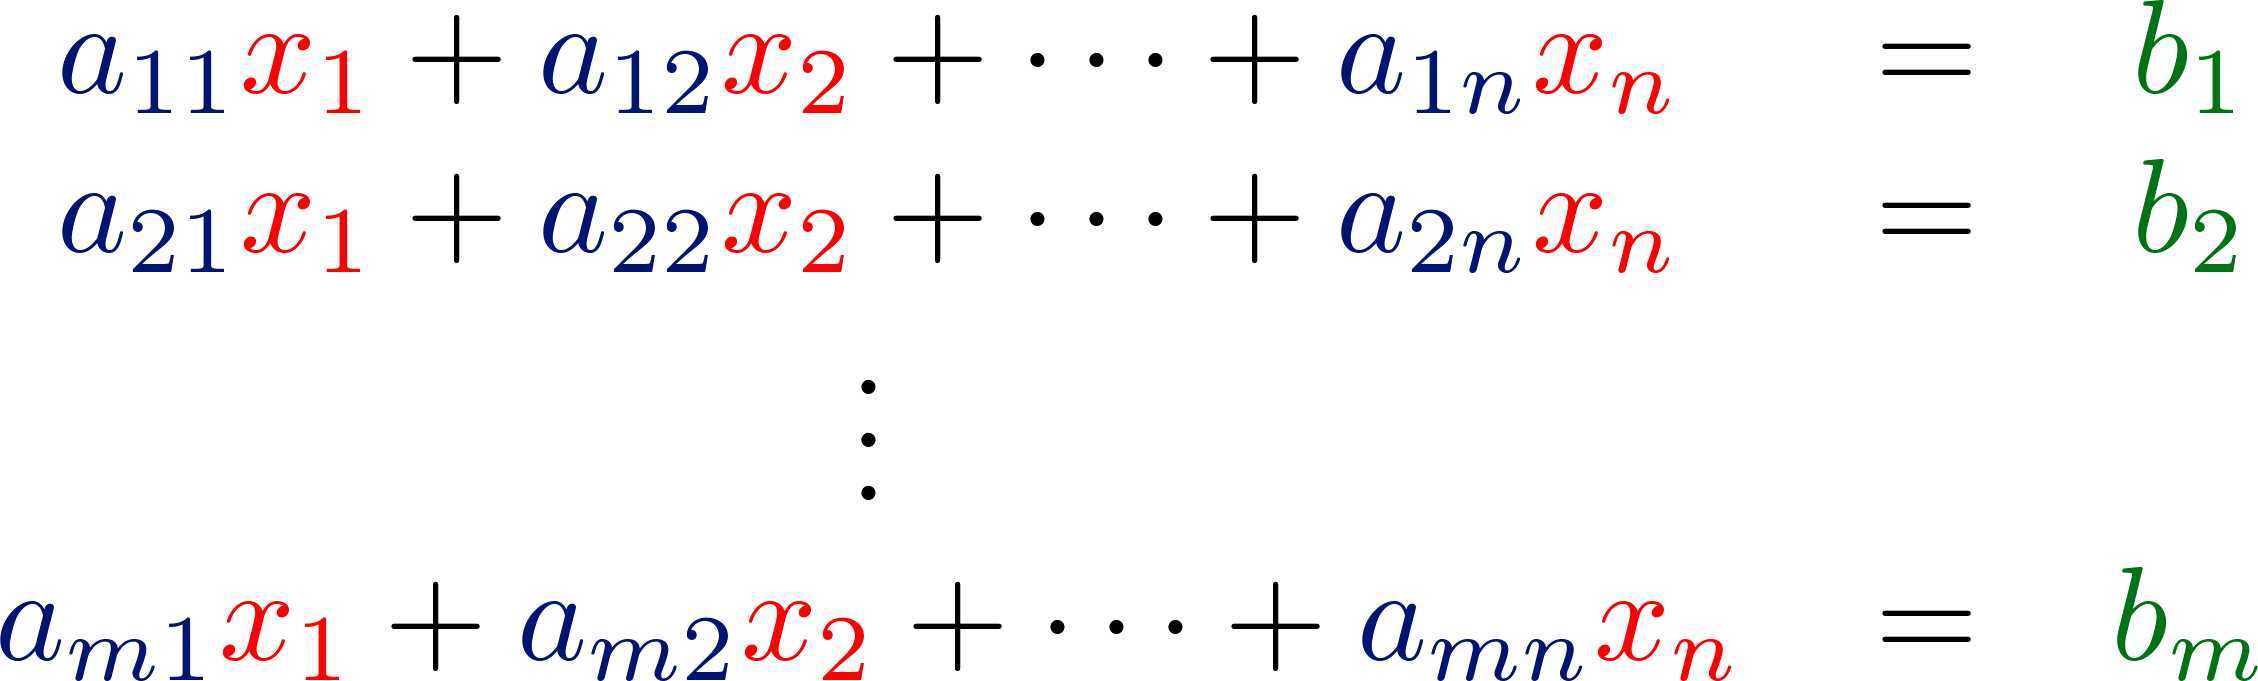 a₁₁x₁ + a₁₂x₂ + ⋯ + a₁ₙxₙ = b₁
a₂₁x₁ + a₂₂x₂ + ⋯ + a₂ₙxₙ = b₂
⋮
aₘ₁x₁ + aₘ₂x₂ + ⋯ + aₘₙxₙ = bₘ